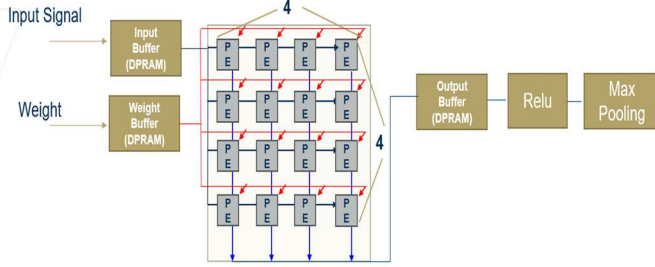 Input Signal
Input
Buffer
(DPRAM)
Weight
Weight
Buffer
(DPRAM)
4
P P P P
E E E E
P P P P
E E E E
P P P P
E E E E
P P P P
E E E E
4
Output
Buffer
(DPRAM)
Relu
Max
Pooling